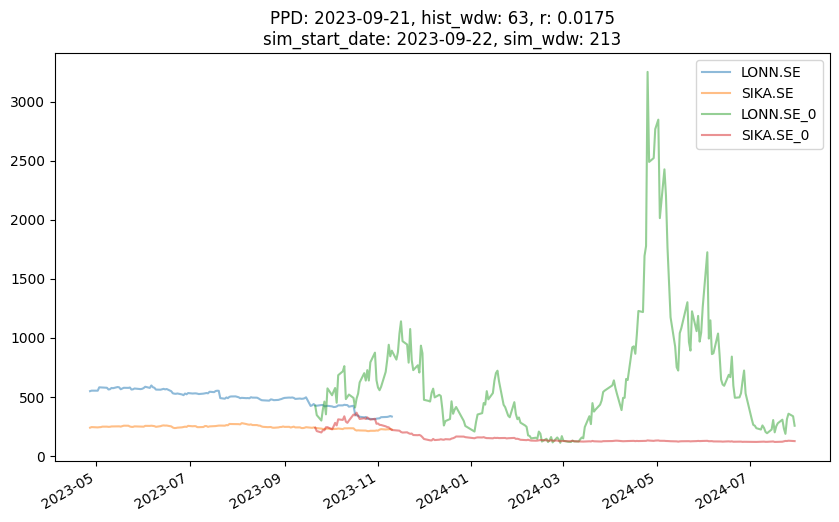 PPD: 2023-09-21, hist_wdw: 63, r: 0.0175
sim_start_date: 2023-09-22, sim_wdw: 213
LONN.SE
SIKA.SE
LONN.SE_0
SIKA.SE_0
3000
2500
2000
1500
1000
500
0
2023-05
2023-07
2023-09
2023-11
2024-01
2024-03
2024-05
2024-07